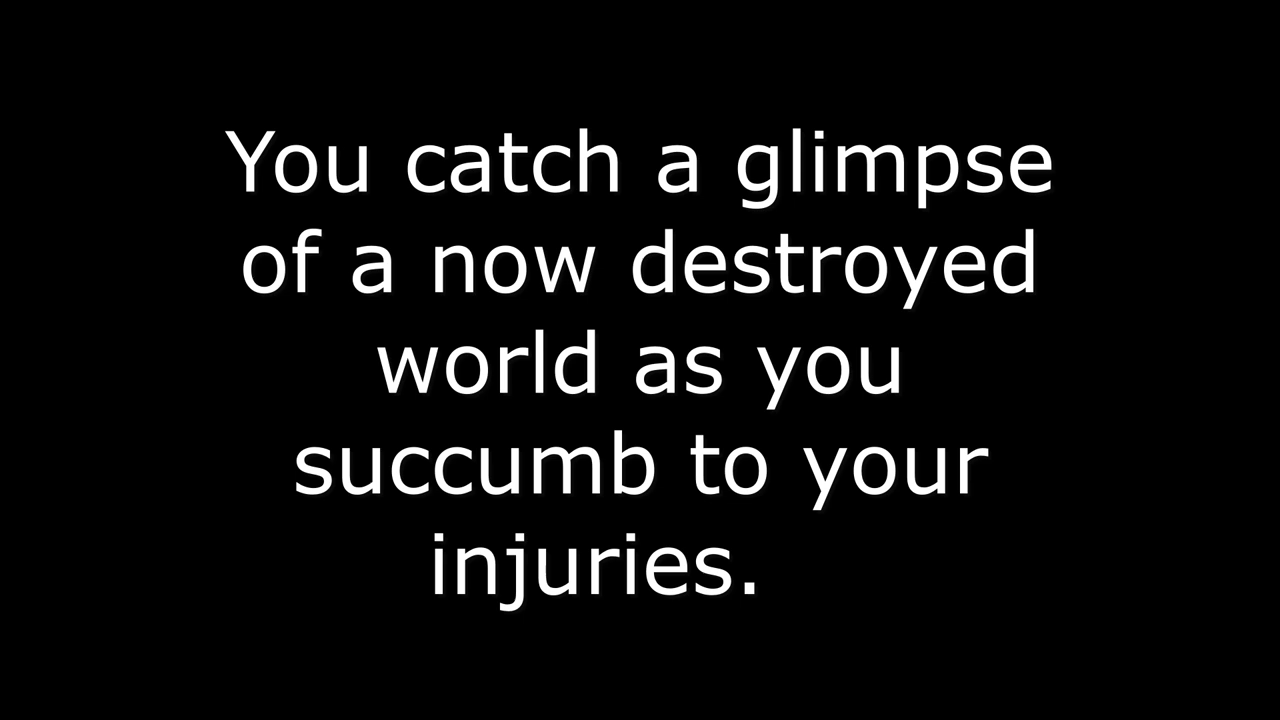 You catch a glimpse
of a now destroyed
world as you
succumb to your
injuries.